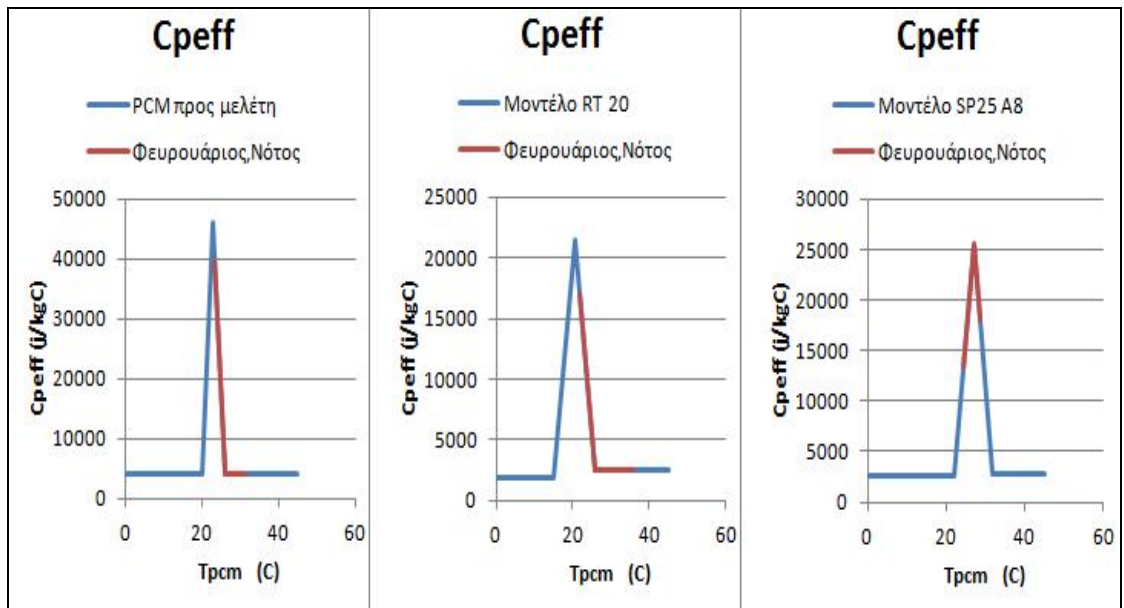 Cpeff
PCM προς μελέτη
Φευρουάριος,Νότος
50000
40000
30000
20000
10000
0
Cpeff (j/kgC)
0 20 40 60
Tpcm (C)
Cpeff
Μοντέλο RT 20
Φευρουάριος,Νότος
25000
20000
15000
10000
5000
0
Cpeff (j/kgC)
0 20 40 60
Tpcm (C)
Cpeff
Μοντέλο SP25 A8
Φευρουάριος,Νότος
30000
25000
20000
15000
10000
5000
0
Cpeff (j/kgC)
0 20 40 60
Tpcm (C)